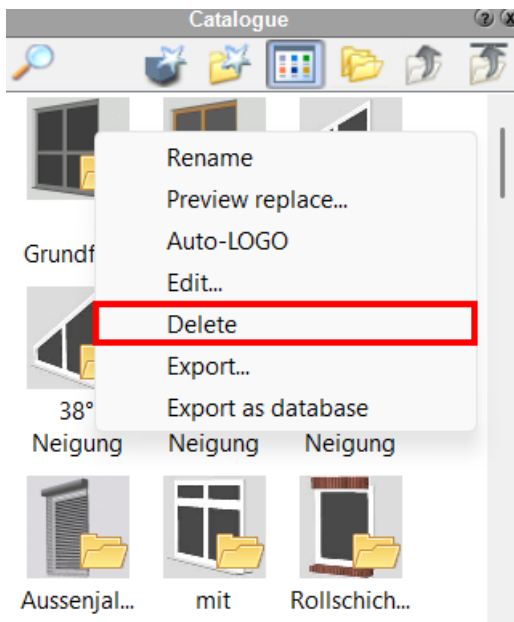 Catalogue
Rename
Preview replace...
Auto-LOGO
Edit...
Delete
Export...
Export as database
Grundf
38°
Neigung Neigung Neigung
Aussenjal... mit Rollschich...